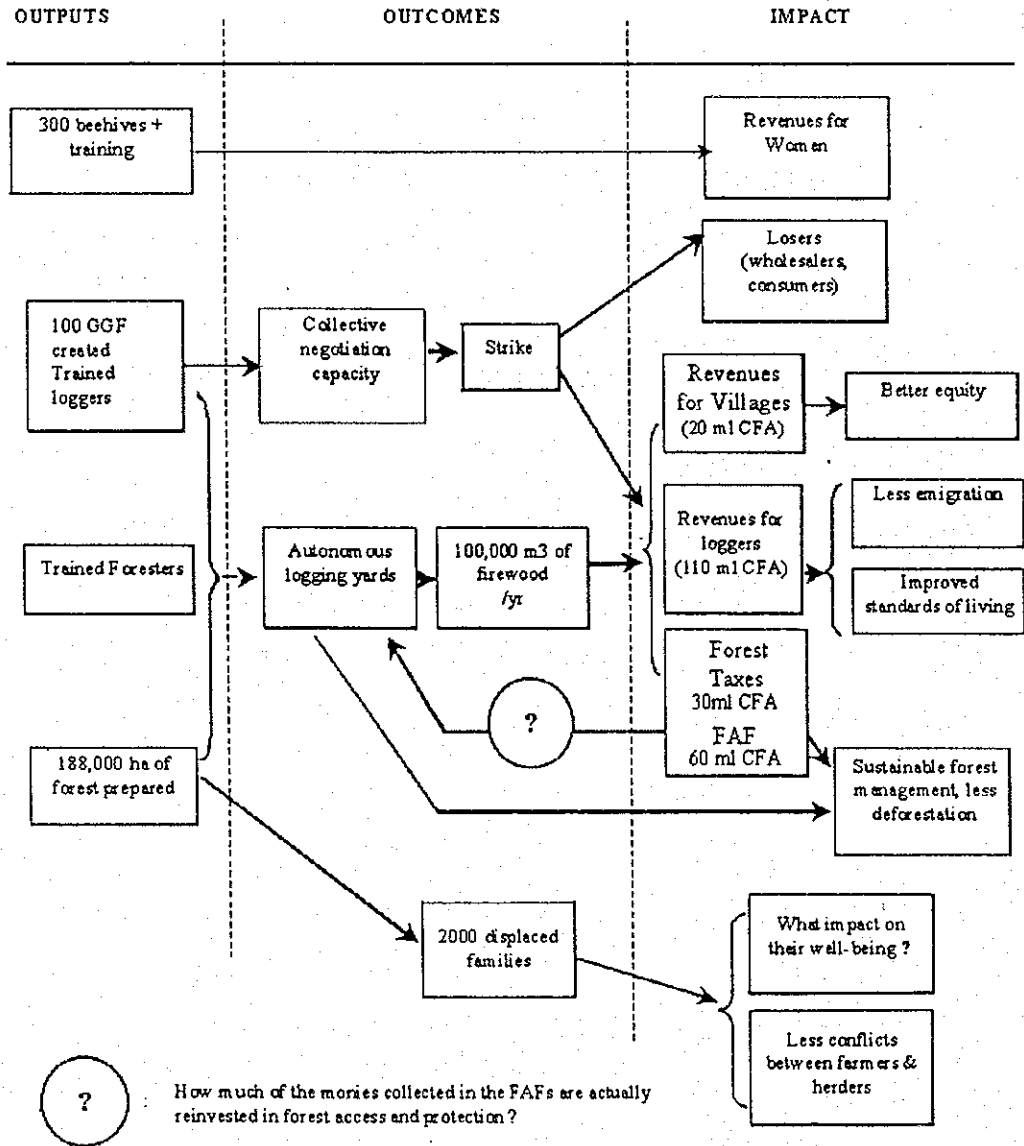 OUTPUTS
OUTCOMES
IMPACT
300 beehives +
training
Revenues for
Women
Losers
(wholesalers,
consumers)
100 GGF
created
Trained
loggers
Collective
negotiation
capacity
Strike
Revenues
for Villages
(20 ml CFA)
Better equity
Trained Foresters
Autonomous
logging yards
100,000 m3 of
firewood
/yr
Revenues for
loggers
(110 ml CFA)
Less emigration
Improved
standards of living
Forest
Taxes
30ml CFA
FAF
60 ml CFA
?
188,000 ha of
forest prepared
Sustainable forest
management, less
deforestation
2000 displaced
families
What impact on
their well-being ?
Less conflicts
between farmers &
herders
?
: How much of the monies collected in the FAFs are actually
reinvested in forest access and protection ?